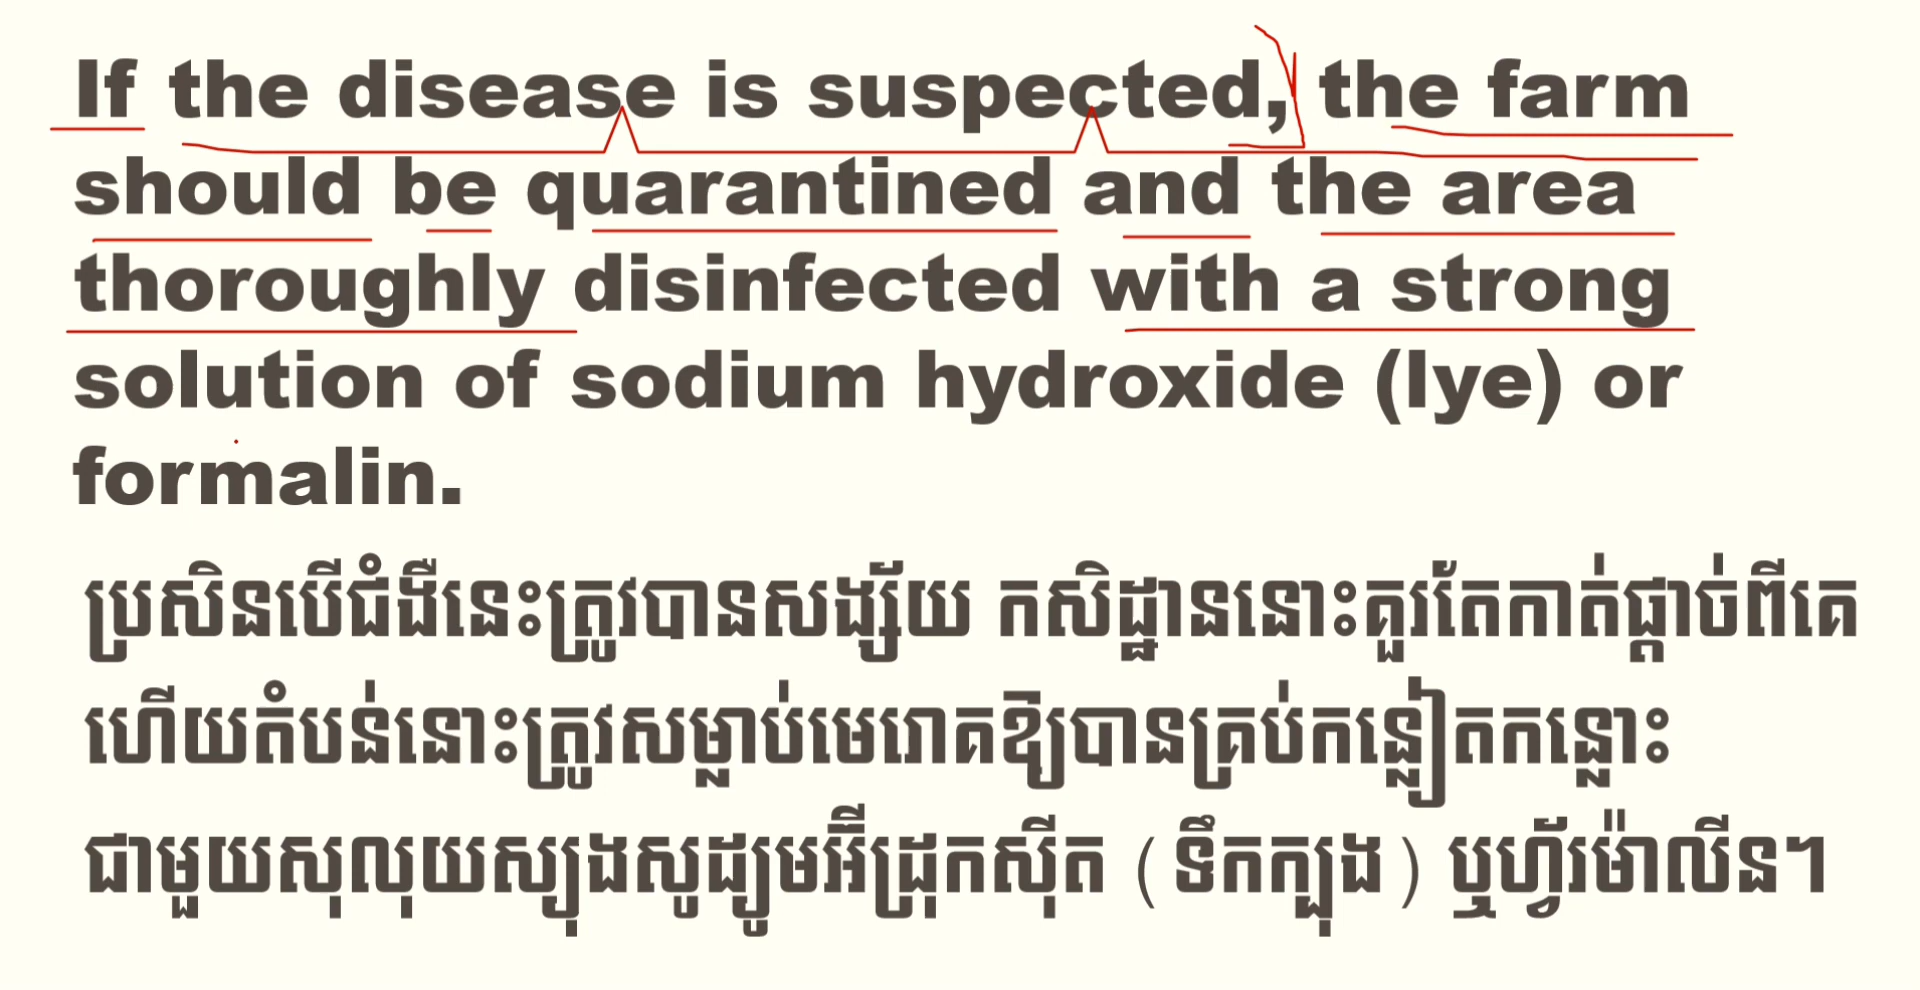 If the disease is suspected, the farm
should be quarantined and the area
thoroughly disinfected with a strong
solution of sodium hydroxide (lye) or
formalin.
ប្រសិនបើជំងឺនេះត្រូវបានសង្ស័យ កសិដ្ឋាននោះគួរតែកាត់ផ្តាច់ពីគេ
ហើយតំបន់នោះត្រូវសម្លាប់មេរោគឱ្យបានគ្រប់កន្លៀតកន្លោះ
ជាមួយសុលុយស្យុងសូដ្យូមអ៊ីដ្រុកស៊ីត (ទឹកក្បុង) ឬហ្វ័រម៉ាលីន។